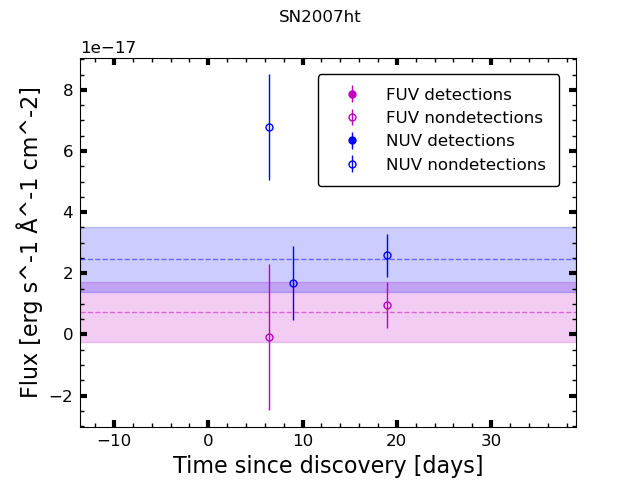 SN2007ht
1e−17
FUV detections
FUV nondetections
NUV detections
NUV nondetections
8
6
4
2
0
−2
Flux [erg s^-1 Å^-1 cm^-2]
−10 0 10 20 30
Time since discovery [days]